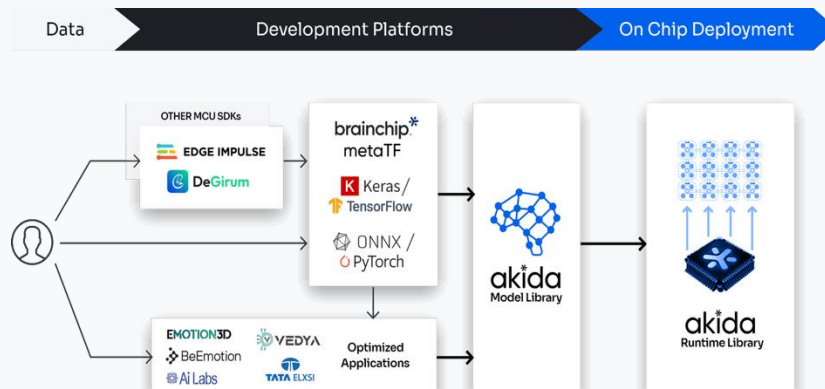 Data
Development Platforms
On Chip Deployment
OTHER MCU SDKs
EDGE IMPULSE
DeGirum
brainchip
metaTF
K Keras/
TensorFlow
ONNX /
PyTorch
akida
Model Library
akida
Runtime Library
EMOTION3D
VEDYA
BeEmotion
Ai Labs
TATA ELXSI
Optimized
Applications